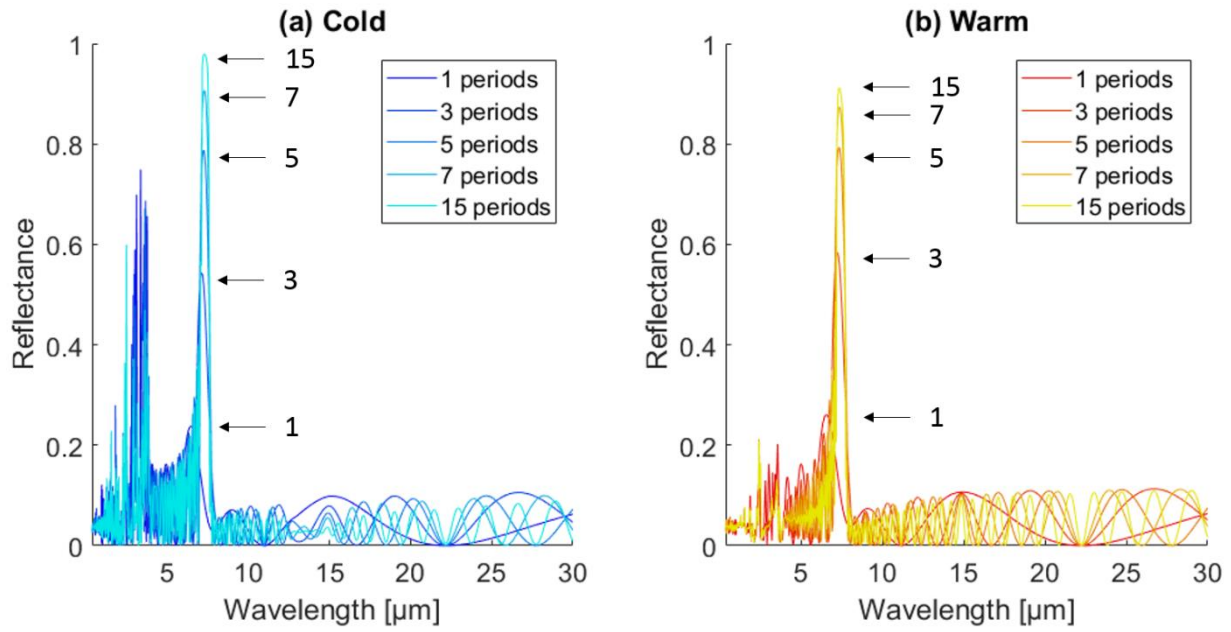 (a) Cold
1
0.8
0.6
0.4
0.2
0
Reflectance
5
10
15
20
25
30
Wavelength [µm]
15
7
5
3
1
1 periods
3 periods
5 periods
7 periods
15 periods
(b) Warm
1
0.8
0.6
0.4
0.2
0
Reflectance
5
10
15
20
25
30
Wavelength [µm]
15
7
5
3
1
1 periods
3 periods
5 periods
7 periods
15 periods